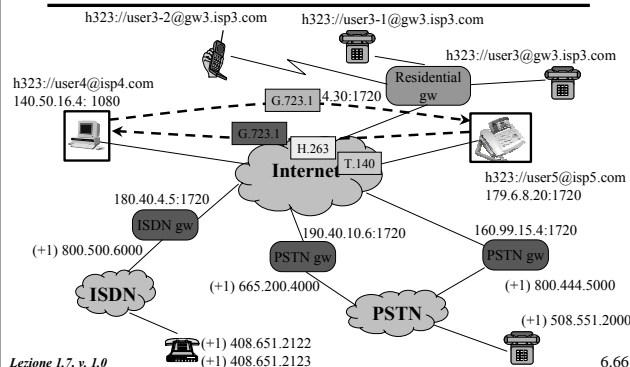 h323://user3-2@gw3.isp3.com
h323://user3-1@gw3.isp3.com
h323://user3@gw3.isp3.com
h323://user4@isp4.com
140.50.16.4: 1080
Residential
gw
G.723.1
4.30:1720
G.723.1
H.263
T.140
Internet
h323://user5@isp5.com
179.6.8.20:1720
180.40.4.5:1720
ISDN gw
190.40.10.6:1720
160.99.15.4:1720
(+1) 800.500.6000
PSTN gw
PSTN gw
(+1) 665.200.4000
(+1) 800.444.5000
ISDN
PSTN
(+1) 508.551.2000
(+1) 408.651.2122
(+1) 408.651.2123
Lezione 1.7, v. 1.0
6.66